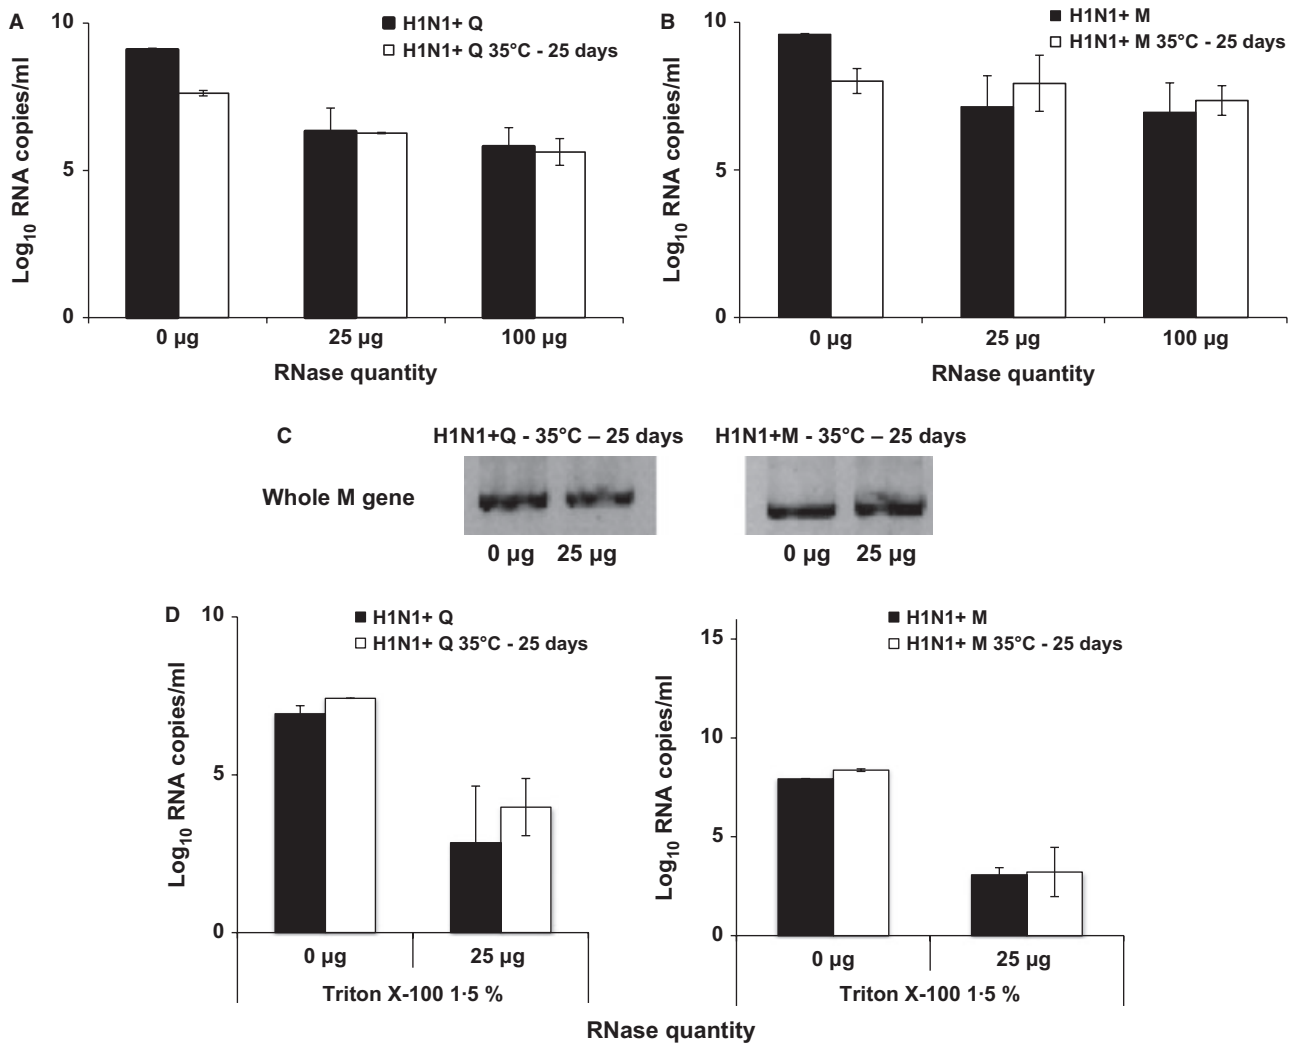 A
H1N1+ Q
H1N1+ Q 35°C - 25 days
10
5
0
Log10 RNA copies/ml
0 µg
25 µg
100 µg
RNase quantity
B
H1N1+ M
H1N1+ M 35°C - 25 days
10
5
0
Log10 RNA copies/ml
0 µg
25 µg
100 µg
RNase quantity
C
H1N1+Q - 35°C – 25 days
H1N1+M - 35°C – 25 days
Whole M gene
0 µg
25 µg
0 µg
25 µg
D
H1N1+ Q
H1N1+ Q 35°C - 25 days
10
5
0
Log10 RNA copies/ml
0 µg
25 µg
Triton X-100 1·5 %
H1N1+ M
H1N1+ M 35°C - 25 days
15
10
5
0
Log10 RNA copies/ml
0 µg
25 µg
Triton X-100 1·5 %
RNase quantity